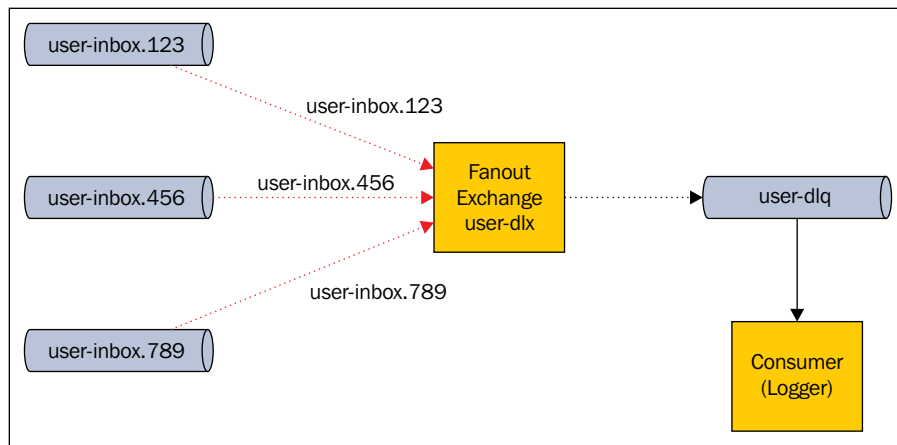 user-inbox.123
user-inbox.123
user-inbox.456
user-inbox.456
Fanout
Exchange
user-dlx
user-dlq
user-inbox.789
user-inbox.789
Consumer
(Logger)